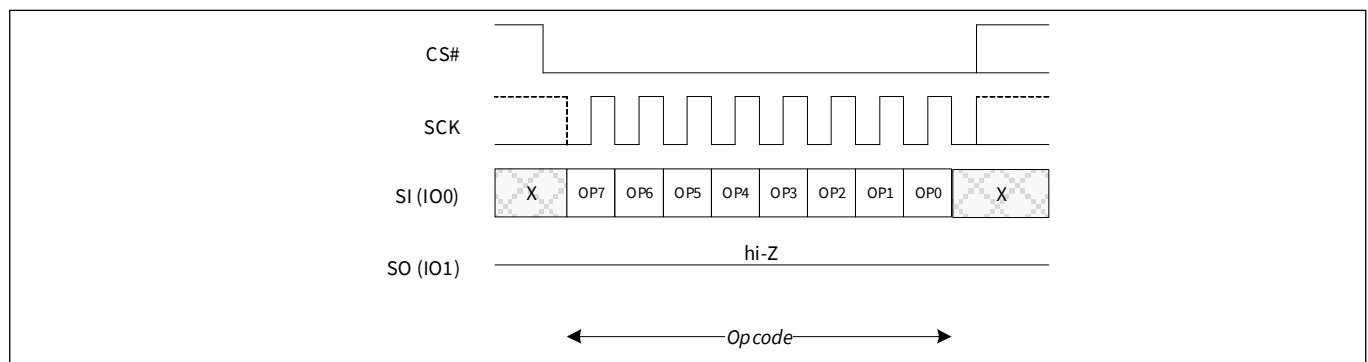 CS#
SCK
SI (IO0)
X OP7 OP6 OP5 OP4 OP3 OP2 OP1 OP0 X
hi-Z
SO (IO1)
Opcode